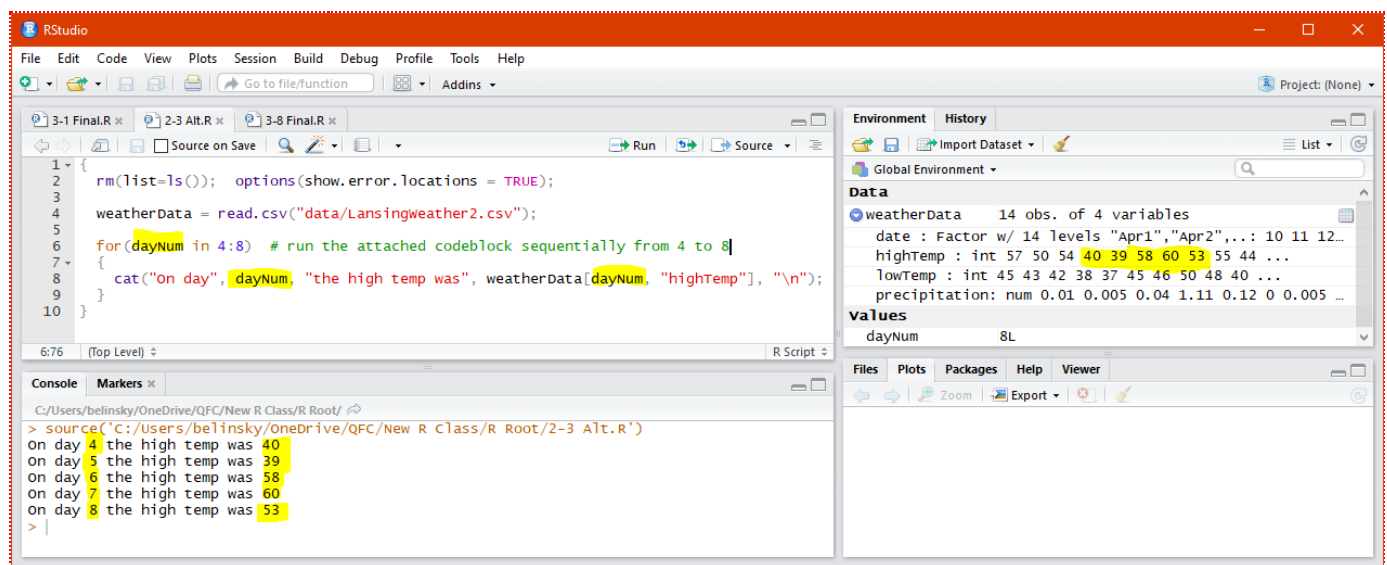 RStudio
File Edit Code View Plots Session Build Debug Profile Tools Help
Go to file/function Addins Project: (None)
3-1 Final.R 2-3 Alt.R 3-8 Final.R
Source on Save Run Source
1 {
2 rm(list=ls()); options(show.error.locations = TRUE);
3
4 weatherData = read.csv("data/LansingWeather2.csv");
5
6 for(dayNum in 4:8) # run the attached codeblock sequentially from 4 to 8
7 {
8 cat("On day", dayNum, "the high temp was", weatherData[dayNum, "highTemp"], "\n");
9 }
10 }
6:76 (Top Level) R Script
Console Markers
C:/Users/belinsky/OneDrive/QFC/New R Class/R Root/
> source('C:/Users/belinsky/OneDrive/QFC/New R Class/R Root/2-3 Alt.R')
On day 4 the high temp was 40
On day 5 the high temp was 39
On day 6 the high temp was 58
On day 7 the high temp was 60
On day 8 the high temp was 53
>
Environment History
Import Dataset List
Global Environment
Data
weatherData 14 obs. of 4 variables
date : Factor w/ 14 levels "Apr1","Apr2",..: 10 11 12…
highTemp : int 57 50 54 40 39 58 60 53 55 44 ...
lowTemp : int 45 43 42 38 37 45 46 50 48 40 ...
precipitation: num 0.01 0.005 0.04 1.11 0.12 0 0.005 …
Values
dayNum 8L
Files Plots Packages Help Viewer
Zoom Export